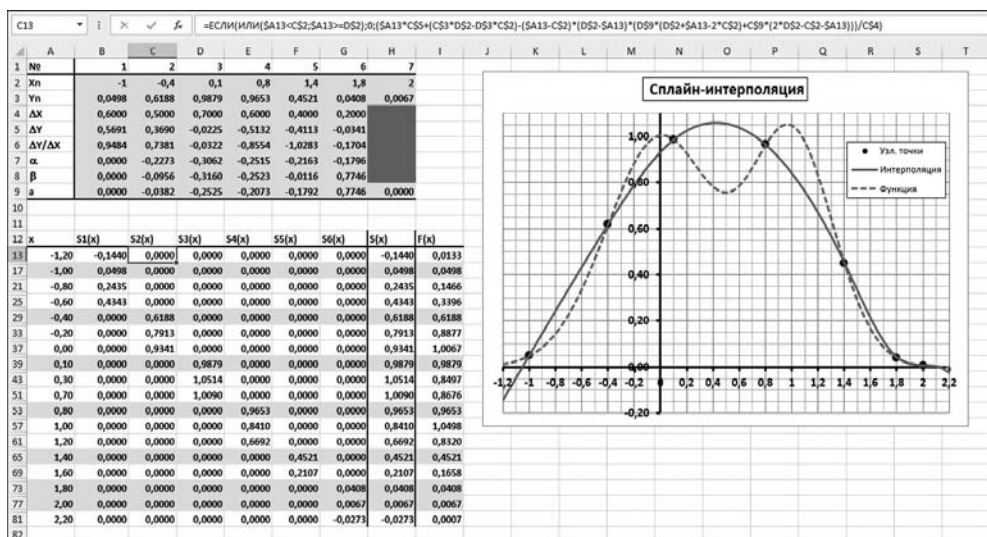 C13 =ЕСЛИ(ИЛИ($A13<C$2;$A13>=D$2);0;($A13*C$5+(C$3*D$2-D$3*C$2)-($A13-C$2)*(D$2-$A13)*(D$9*(D$2+$A13-2*C$2)+C$9*(2*D$2-C$2-$A13)))/C$4)
A B C D E F G H I J K L M N O P Q R S T
1 № 1 2 3 4 5 6 7
2 Xn -1 -0,4 0,1 0,8 1,4 1,8 2
3 Yn 0,0498 0,6188 0,9879 0,9653 0,4521 0,0408 0,0067
4 ΔX 0,6000 0,5000 0,7000 0,6000 0,4000 0,2000
5 ΔY 0,5691 0,3690 -0,0225 -0,5132 -0,4113 -0,0341
6 ΔY/ΔX 0,9484 0,7381 -0,0322 -0,8554 -1,0283 -0,1704
7 α 0,0000 -0,2273 -0,3062 -0,2515 -0,2163 -0,1796
8 β 0,0000 -0,0956 -0,3160 -0,2523 -0,0116 0,7746
9 a 0,0000 -0,0382 -0,2525 -0,2073 -0,1792 0,7746 0,0000
10
11
12 x S1(x) S2(x) S3(x) S4(x) S5(x) S6(x) S(x) F(x)
13 -1,20 -0,1440 0,0000 0,0000 0,0000 0,0000 0,0000 -0,1440 0,0133
17 -1,00 0,0498 0,0000 0,0000 0,0000 0,0000 0,0000 0,0498 0,0498
21 -0,80 0,2435 0,0000 0,0000 0,0000 0,0000 0,0000 0,2435 0,1466
25 -0,60 0,4343 0,0000 0,0000 0,0000 0,0000 0,0000 0,4343 0,3396
29 -0,40 0,0000 0,6188 0,0000 0,0000 0,0000 0,0000 0,6188 0,6188
33 -0,20 0,0000 0,7913 0,0000 0,0000 0,0000 0,0000 0,7913 0,8877
37 0,00 0,0000 0,9341 0,0000 0,0000 0,0000 0,0000 0,9341 1,0067
39 0,10 0,0000 0,0000 0,9879 0,0000 0,0000 0,0000 0,9879 0,9879
43 0,30 0,0000 0,0000 1,0514 0,0000 0,0000 0,0000 1,0514 0,8497
51 0,70 0,0000 0,0000 1,0090 0,0000 0,0000 0,0000 1,0090 0,8676
53 0,80 0,0000 0,0000 0,0000 0,9653 0,0000 0,0000 0,9653 0,9653
57 1,00 0,0000 0,0000 0,0000 0,8410 0,0000 0,0000 0,8410 1,0498
61 1,20 0,0000 0,0000 0,0000 0,6692 0,0000 0,0000 0,6692 0,8320
65 1,40 0,0000 0,0000 0,0000 0,0000 0,4521 0,0000 0,4521 0,4521
69 1,60 0,0000 0,0000 0,0000 0,0000 0,2107 0,0000 0,2107 0,1658
73 1,80 0,0000 0,0000 0,0000 0,0000 0,0000 0,0408 0,0408 0,0408
77 2,00 0,0000 0,0000 0,0000 0,0000 0,0000 0,0067 0,0067 0,0067
81 2,20 0,0000 0,0000 0,0000 0,0000 0,0000 -0,0273 -0,0273 0,0007
82
Сплайн-интерполяция
1,00
0,80
0,60
0,40
0,20
0,00
-1,2 -1 -0,8 -0,6 -0,4 -0,2 0 0,2 0,4 0,6 0,8 1 1,2 1,4 1,6 1,8 2 2,2
-0,20
Узл. точки
Интерполяция
Функция